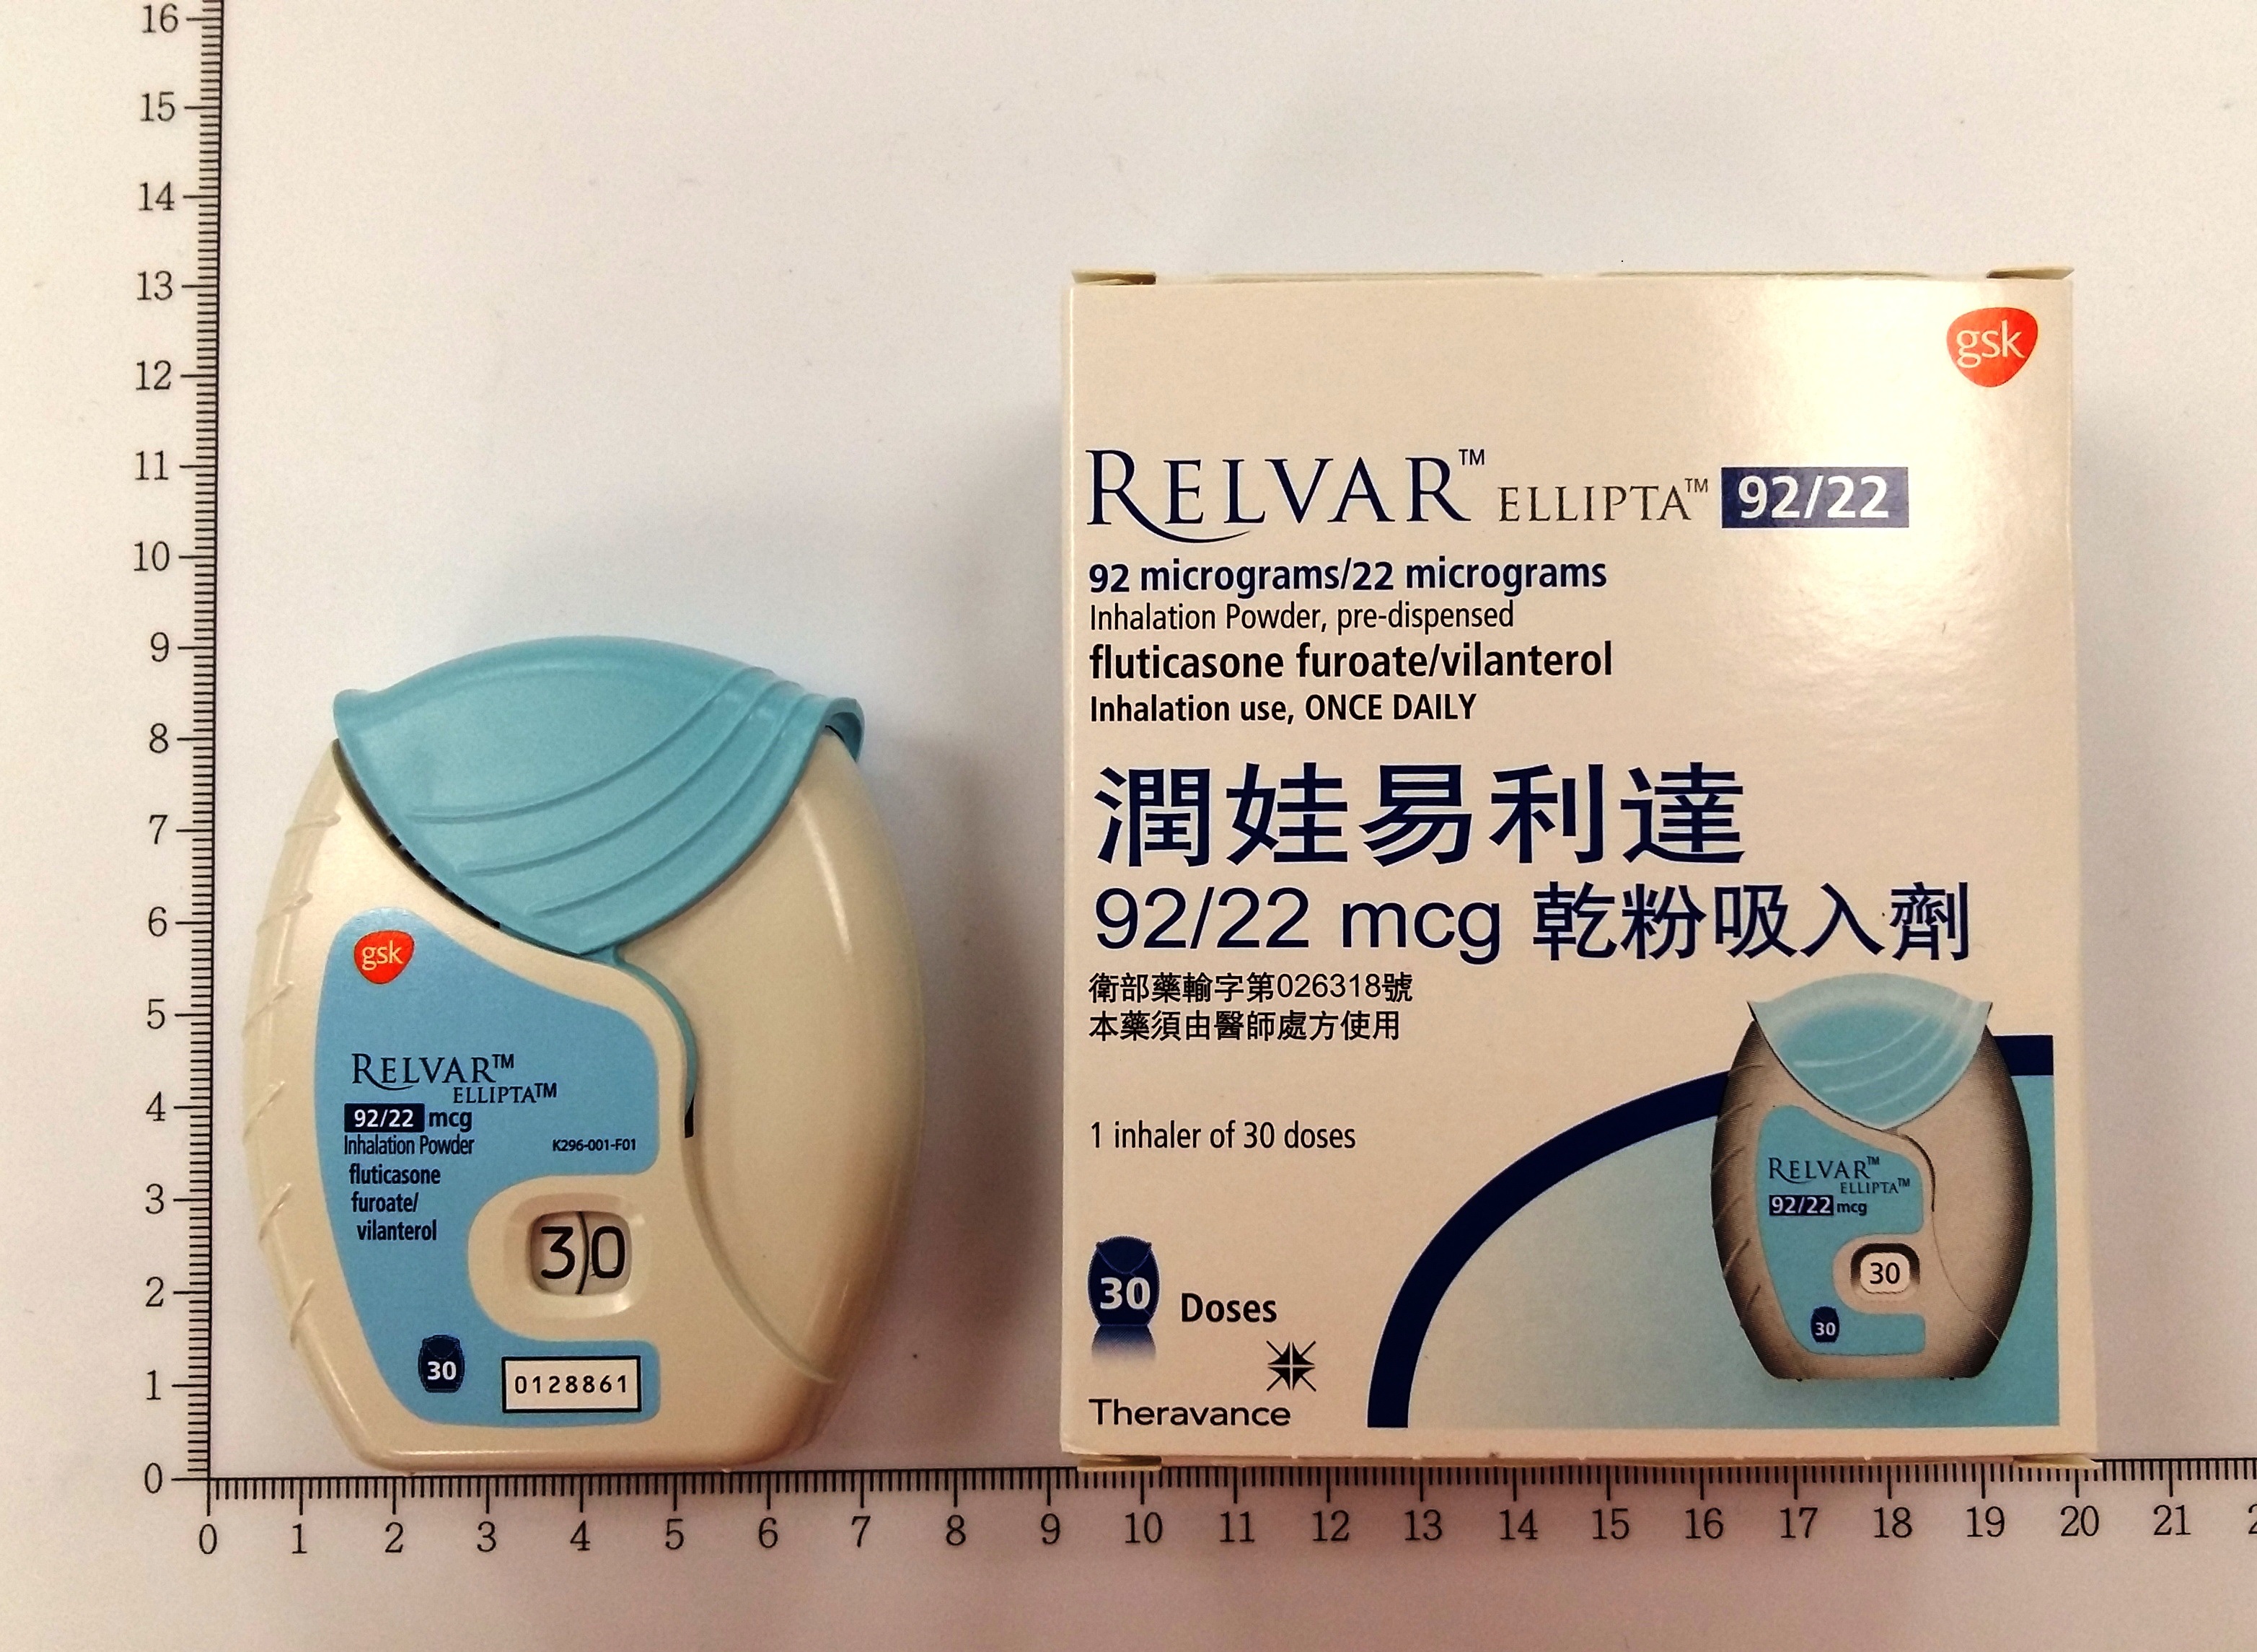 16
15
14
13
12
11
10
9
8
7
6
5
4
3
2
1
0
0 1 2 3 4 5 6 7 8 9 10 11 12 13 14 15 16 17 18 19 20 21 2
gsk
RELVAR™
ELLIPTA™
92/22 mcg
Inhalation Powder
K296-001-F01
fluticasone
furoate/
vilanterol
30
30
0128861
gsk
RELVAR™ ELLIPTA™ 92/22
92 micrograms/22 micrograms
Inhalation Powder, pre-dispensed
fluticasone furoate/vilanterol
Inhalation use, ONCE DAILY
潤娃易利達
92/22 mcg 乾粉吸入劑
衛部藥輸字第026318號
本藥須由醫師處方使用
1 inhaler of 30 doses
30 Doses
Theravance
RELVAR™
ELLIPTA™
92/22 mcg
30
30